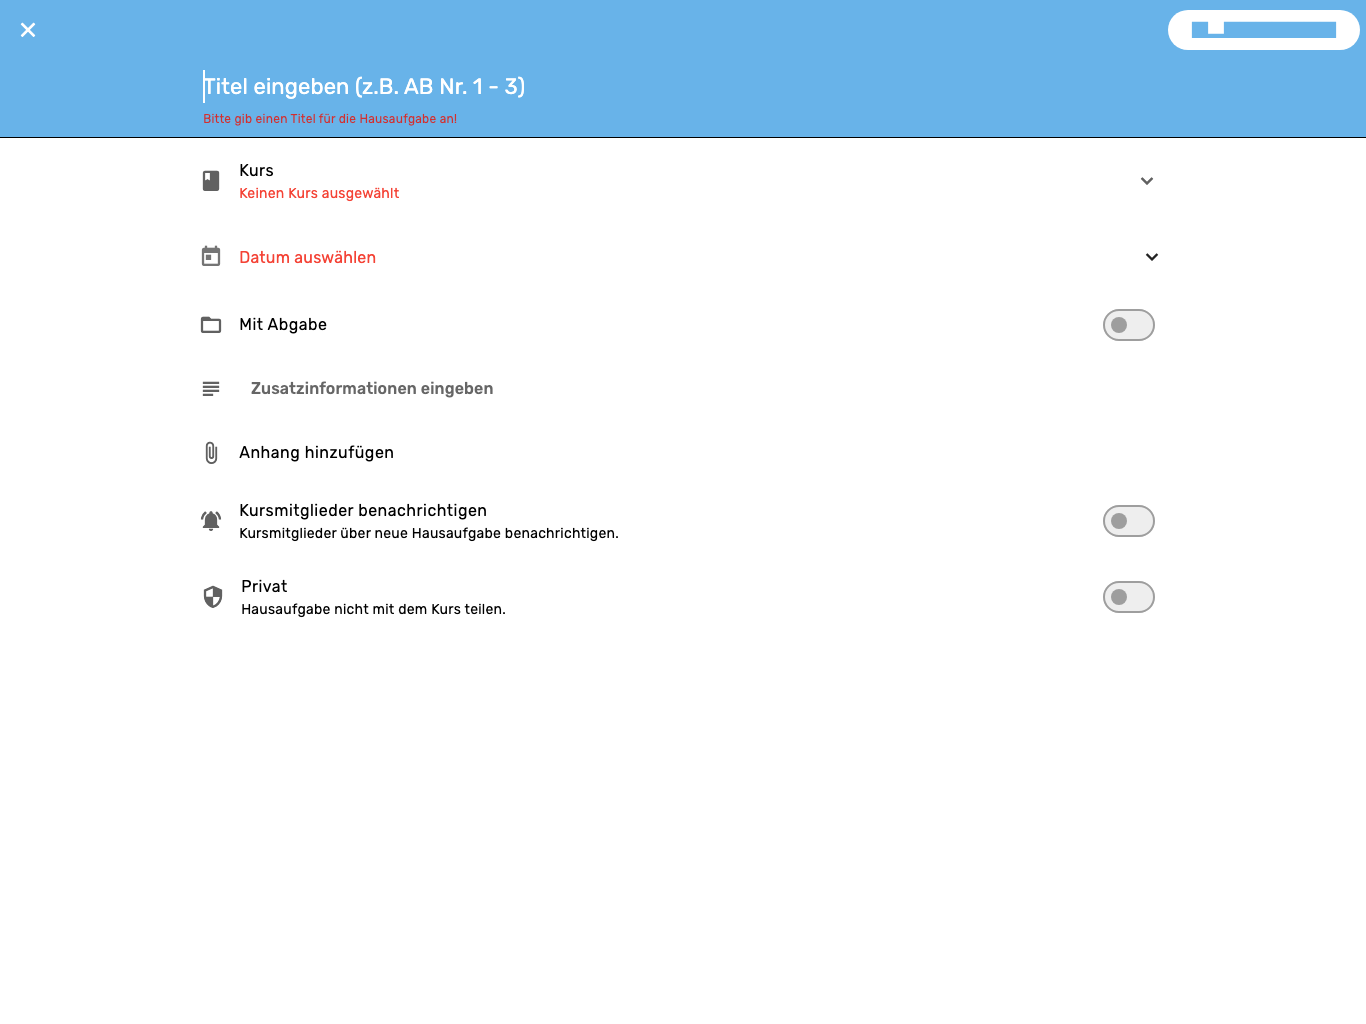 Titel eingeben (z.B. AB Nr. 1 - 3)
Bitte gib einen Titel für die Hausaufgabe an!
Kurs
Keinen Kurs ausgewählt
Datum auswählen
Mit Abgabe
Zusatzinformationen eingeben
Anhang hinzufügen
Kursmitglieder benachrichtigen
Kursmitglieder über neue Hausaufgabe benachrichtigen.
Privat
Hausaufgabe nicht mit dem Kurs teilen.